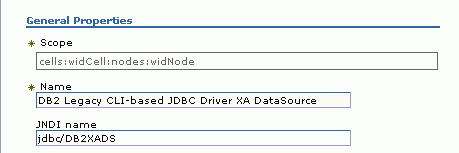 General Properties
* Scope
cells:widCell:nodes:widNode
* Name
DB2 Legacy CLI-based JDBC Driver XA DataSource
JNDI name
jdbc/DB2XADS